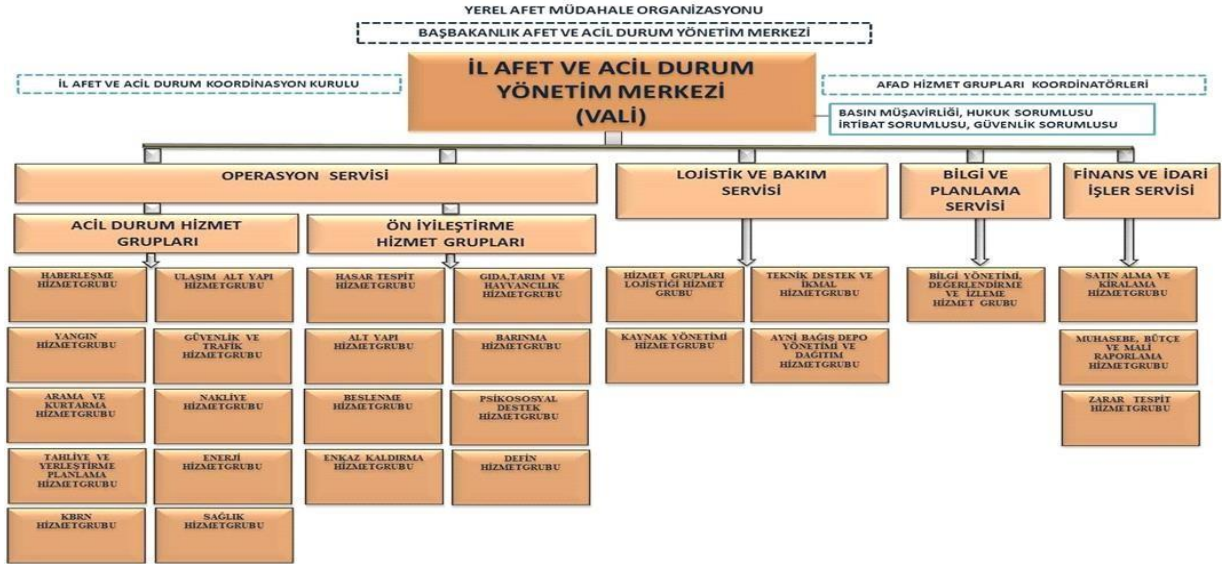 YEREL AFET MÜDAHALE ORGANİZASYONU
BAŞBAKANLIK AFET VE ACİL DURUM YÖNETİM MERKEZİ
İL AFET VE ACİL DURUM
YÖNETİM MERKEZİ
(VALİ)
İL AFET VE ACİL DURUM KOORDİNASYON KURULU
AFAD HİZMET GRUPLARI KOORDİNATÖRLERİ
BASIN MÜŞAVİRLİĞİ, HUKUK SORUMLUSU
İRTİBAT SORUMLUSU, GÜVENLİK SORUMLUSU
OPERASYON SERVİSİ
ACİL DURUM HİZMET
GRUPLARI
HABERLEŞME
HİZMETGRUBU
ULAŞIM ALT YAPI
HİZMETGRUBU
YANGIN
HİZMETGRUBU
GÜVENLİK VE
TRAFİK
HİZMETGRUBU
ARAMA VE
KURTARMA
HİZMETGRUBU
NAKLİYE
HİZMETGRUBU
TAHLİYE VE
YERLEŞTİRME
PLANLAMA
HİZMETGRUBU
ENERJİ
HİZMETGRUBU
KBRN
HİZMETGRUBU
SAĞLIK
HİZMETGRUBU
ÖN İYİLEŞTİRME
HİZMET GRUPLARI
HASAR TESPİT
HİZMETGRUBU
GIDA,TARIM VE
HAYVANCILIK
HİZMETGRUBU
ALT YAPI
HİZMETGRUBU
BARINMA
HİZMETGRUBU
BESLENME
HİZMETGRUBU
PSİKOSOSYAL
DESTEK
HİZMETGRUBU
ENKAZ KALDIRMA
HİZMETGRUBU
DEFİN
HİZMETGRUBU
LOJİSTİK VE BAKIM
SERVİSİ
HİZMET GRUPLARI
LOJİSTİĞİ HİZMET
GRUBU
TEKNİK DESTEK VE
İKMAL
HİZMETGRUBU
KAYNAK YÖNETİMİ
HİZMETGRUBU
AYNİ BAĞIŞ DEPO
YÖNETİMİ VE
DAĞITIM
HİZMETGRUBU
BİLGİ VE
PLANLAMA
SERVİSİ
BİLGİ YÖNETİMİ,
DEĞERLENDİRME
VE İZLEME
HİZMET GRUBU
FİNANS VE İDARİ
İŞLER SERVİSİ
SATIN ALMA VE
KİRALAMA
HİZMETGRUBU
MUHASEBE, BÜTÇE
VE MALİ
RAPORLAMA
HİZMETGRUBU
ZARAR TESPİT
HİZMETGRUBU